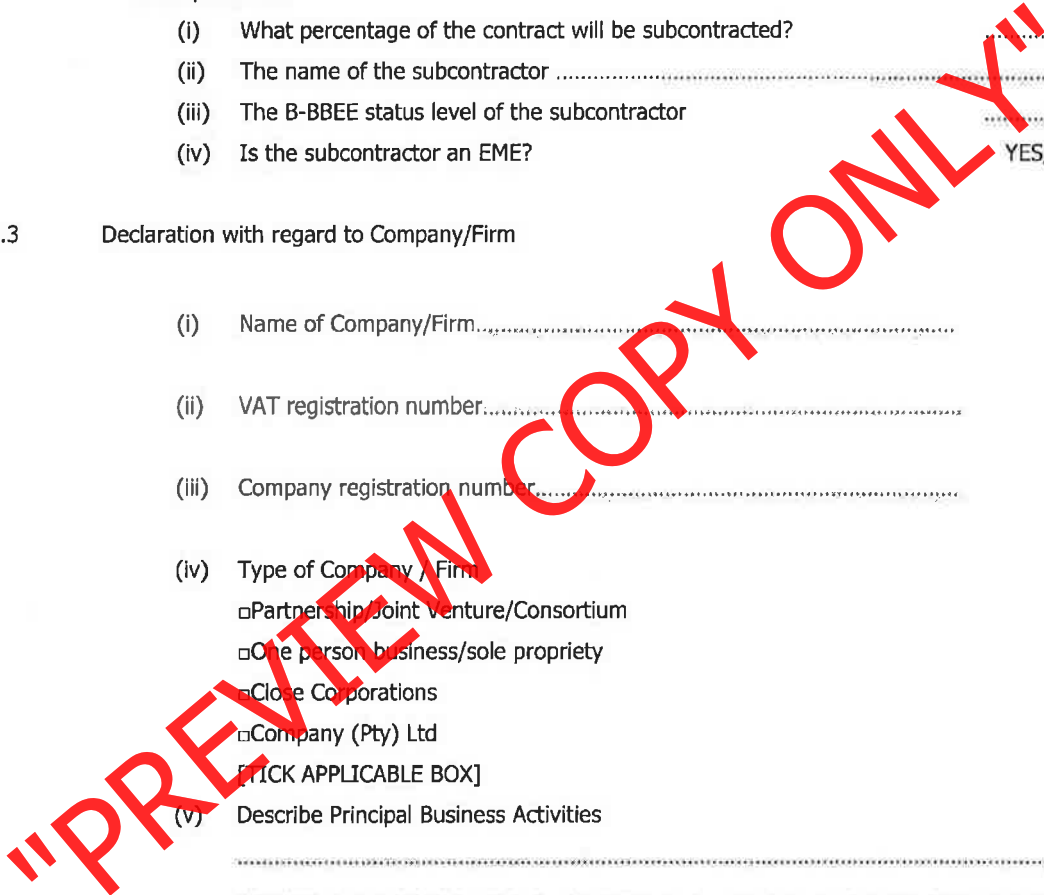 (i) What percentage of the contract will be subcontracted? ..........
(ii) The name of the subcontractor ..........
(iii) The B-BBEE status level of the subcontractor ..........
(iv) Is the subcontractor an EME? YES,
.3 Declaration with regard to Company/Firm
(i) Name of Company/Firm..........
(ii) VAT registration number..........
(iii) Company registration number..........
(iv) Type of Company / Firm
□Partnership/Joint Venture/Consortium
□One person business/sole propriety
□Close Corporations
□Company (Pty) Ltd
[TICK APPLICABLE BOX]
(v) Describe Principal Business Activities
..........
"PREVIEW COPY ONLY"